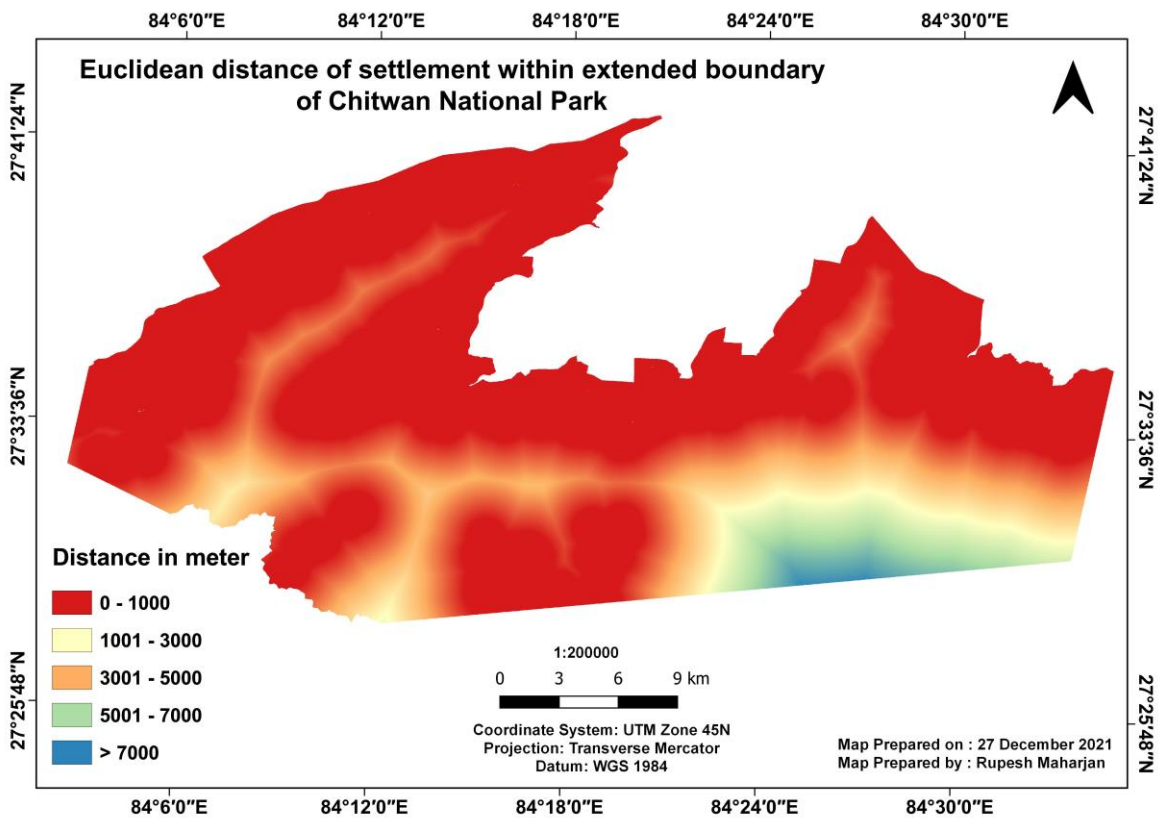 84°6'0"E 84°12'0"E 84°18'0"E 84°24'0"E 84°30'0"E
Euclidean distance of settlement within extended boundary
of Chitwan National Park
27°41'24"N
27°41'24"N
27°33'36"N
27°33'36"N
27°25'48"N
27°25'48"N
Distance in meter
0 - 1000
1001 - 3000
3001 - 5000
5001 - 7000
> 7000
1:200000
0 3 6 9 km
Coordinate System: UTM Zone 45N
Projection: Transverse Mercator
Datum: WGS 1984
Map Prepared on : 27 December 2021
Map Prepared by : Rupesh Maharjan
84°6'0"E 84°12'0"E 84°18'0"E 84°24'0"E 84°30'0"E